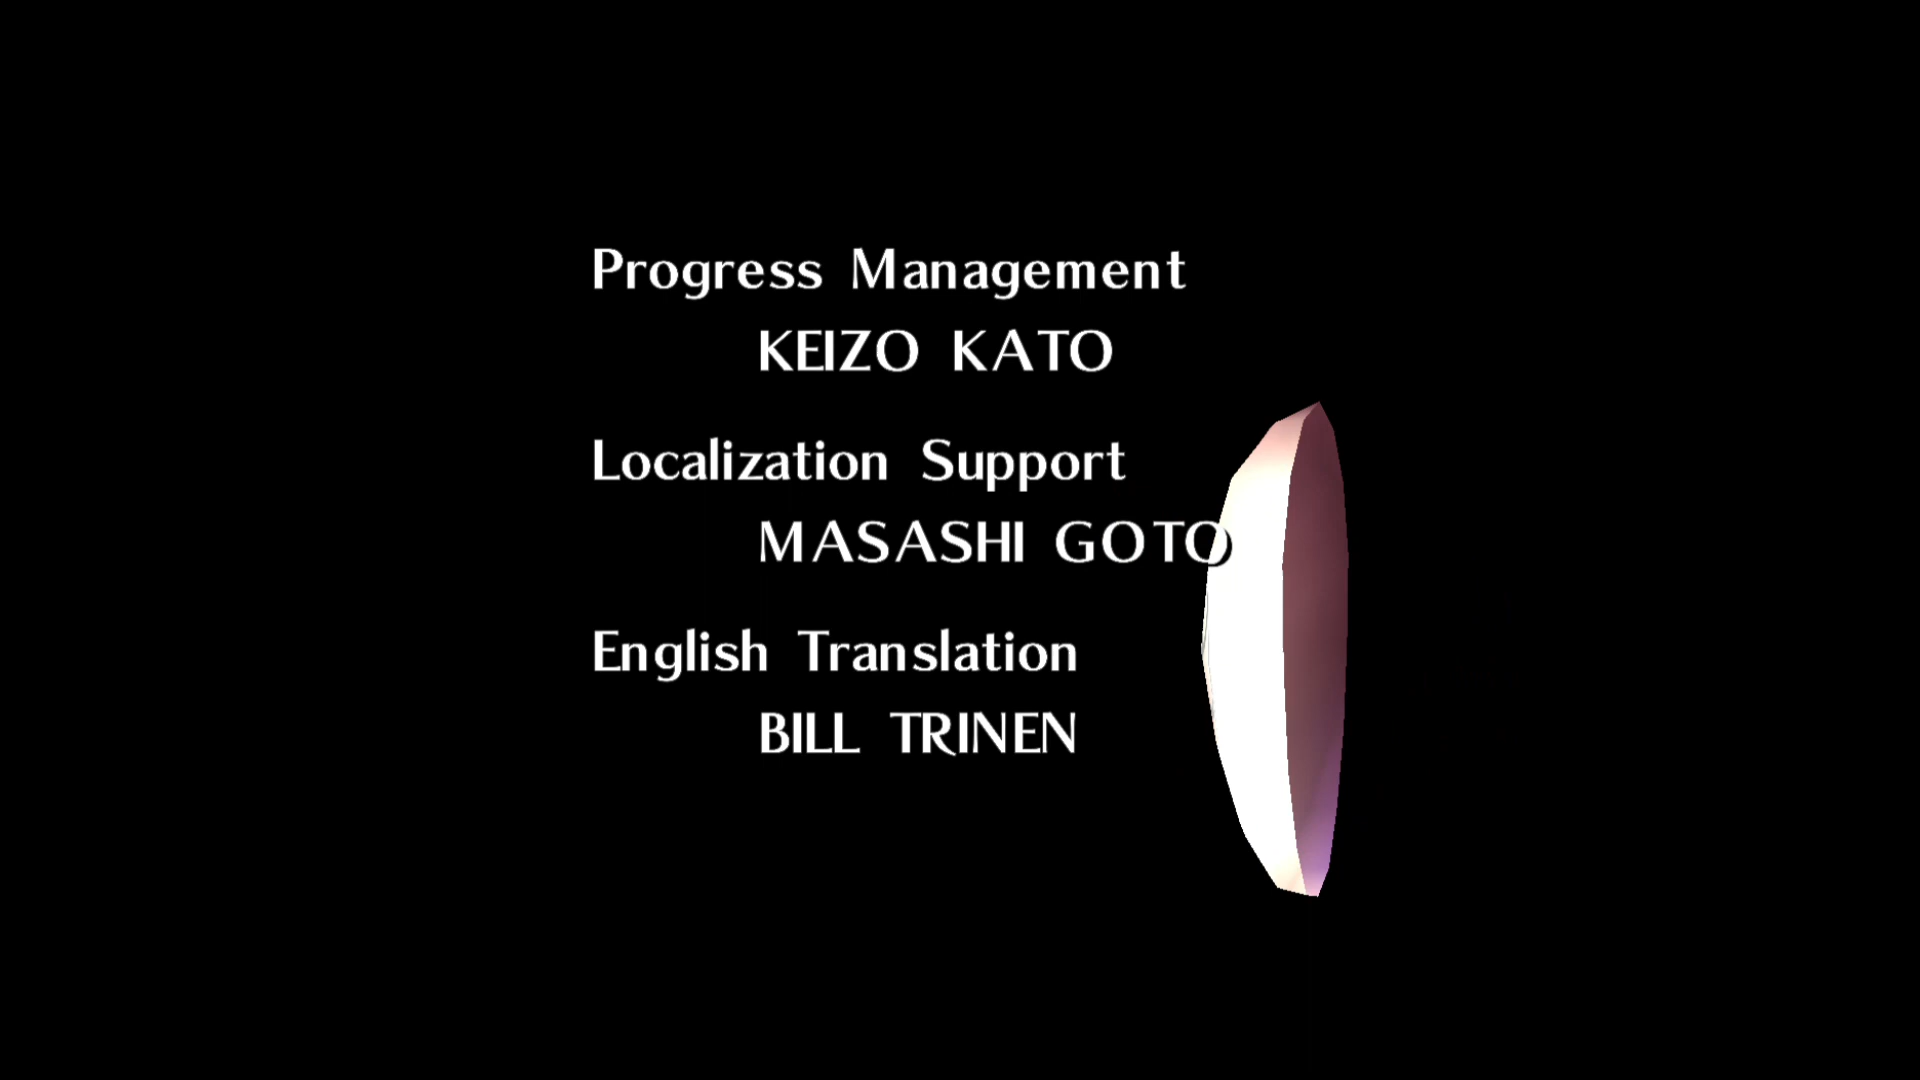 Progress Management
KEIZO KATO
Localization Support
MASASHI GOTO
English Translation
BILL TRINEN